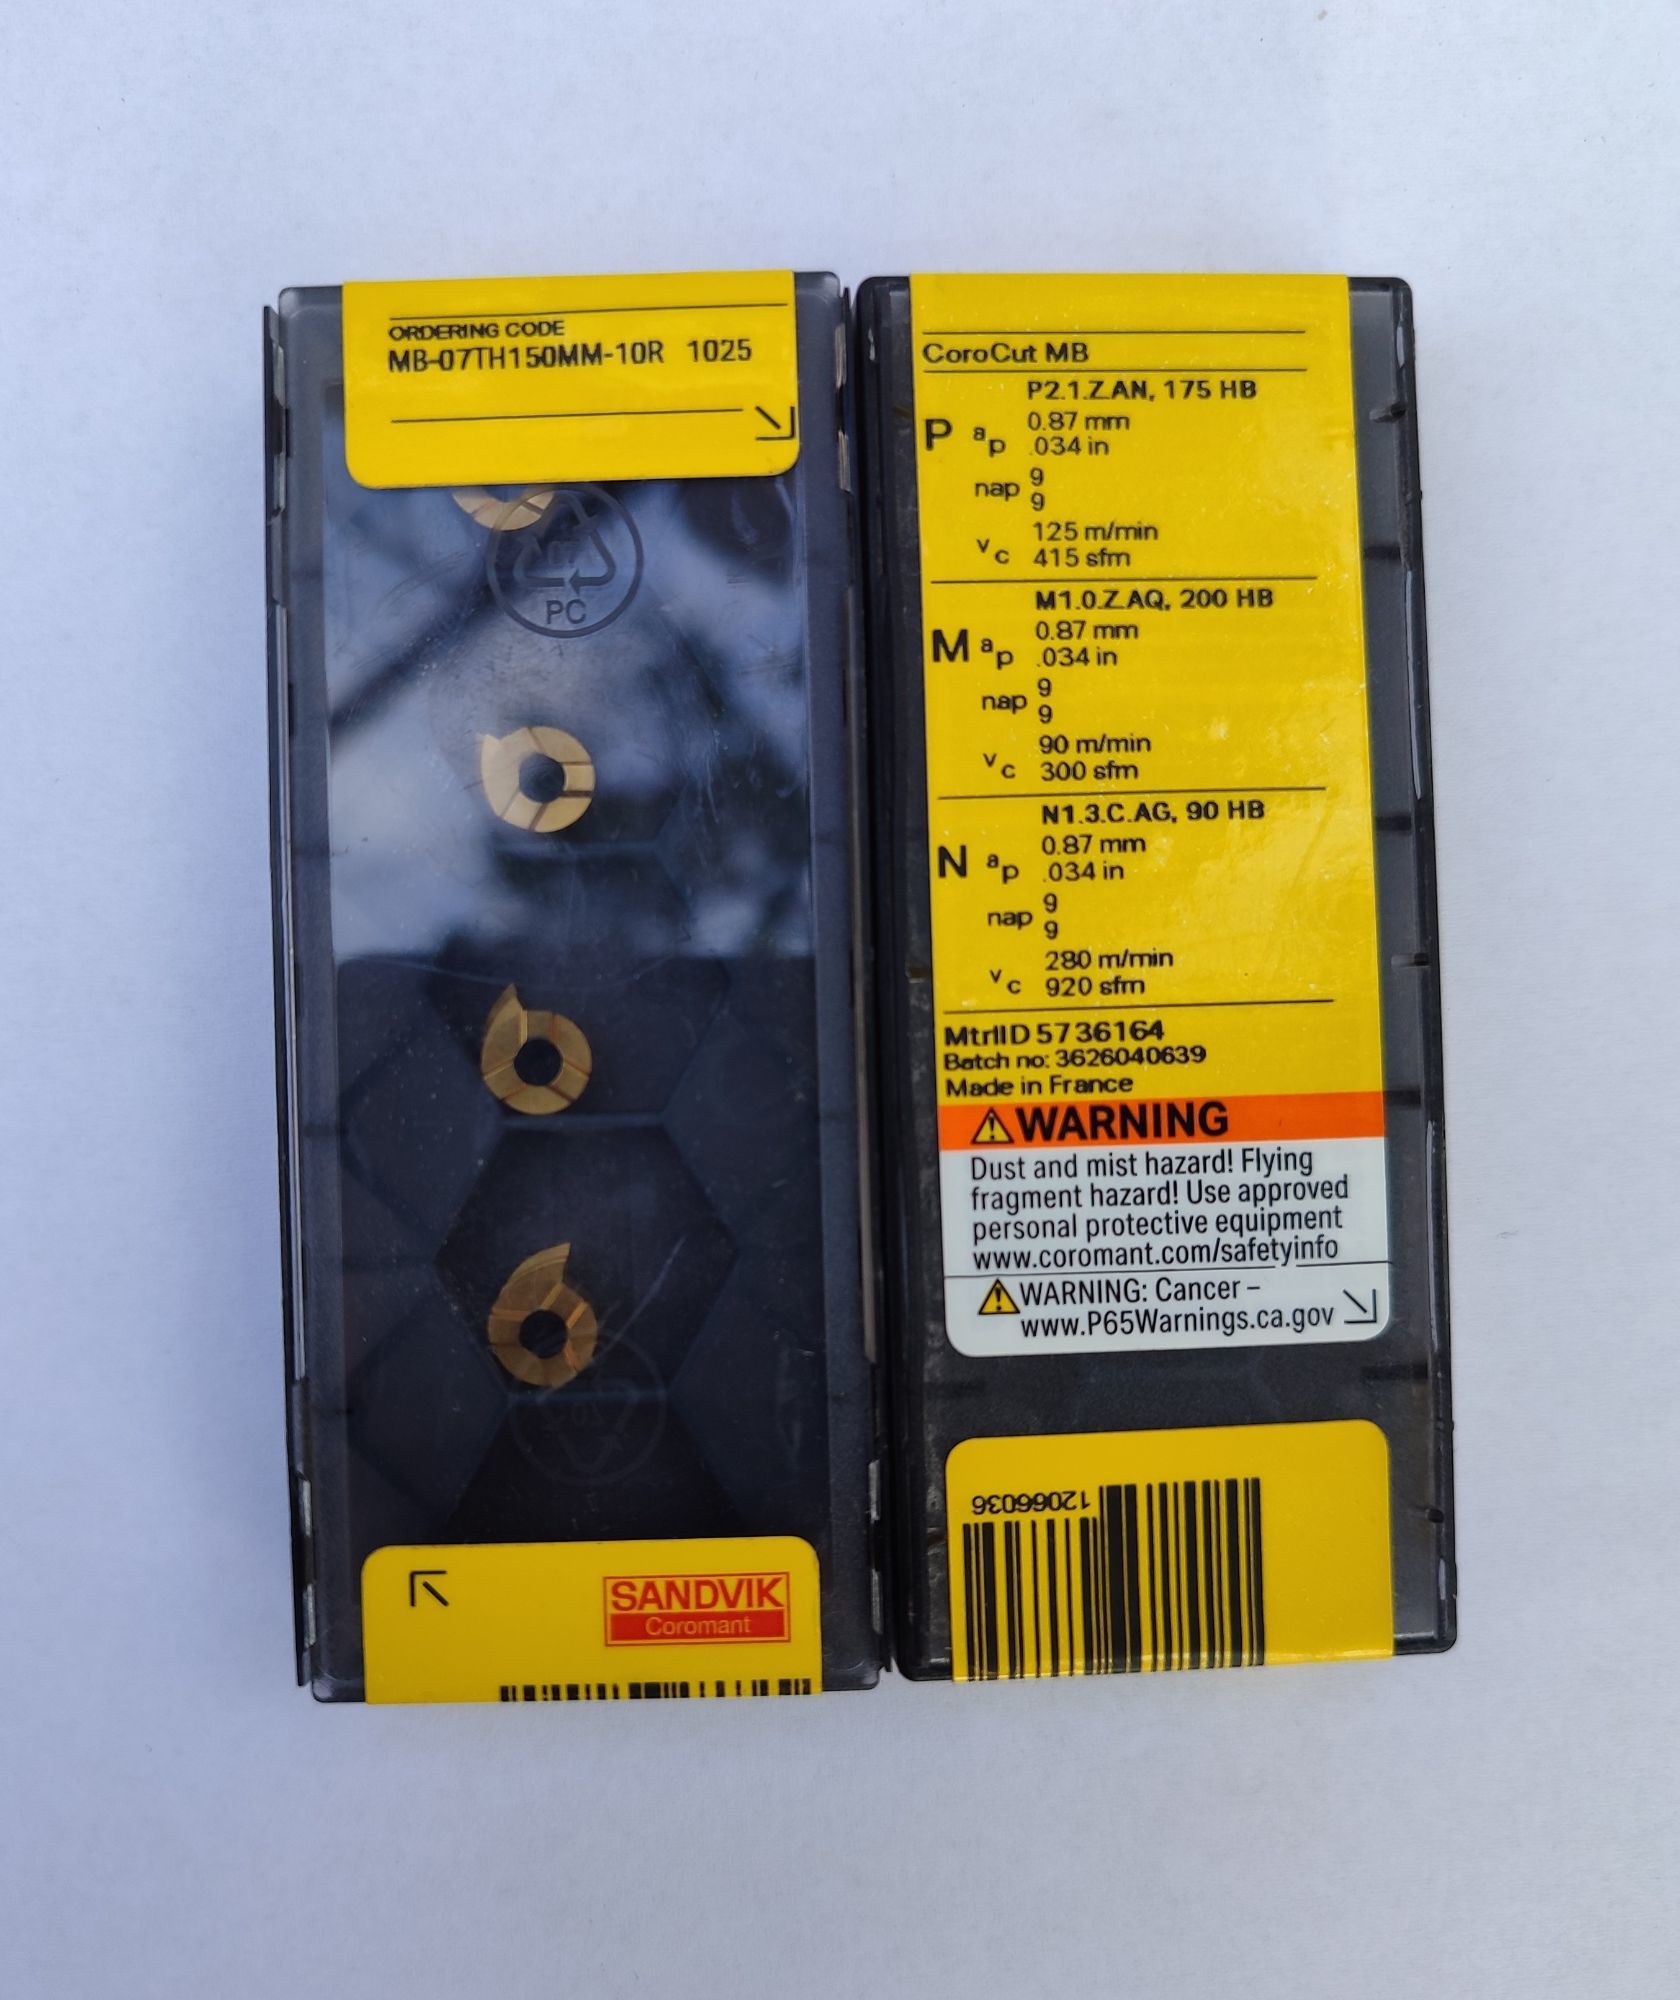 ORDERING CODE
MB-07TH150MM-10R 1025
PC
SANDVIK
Coromant
CoroCut MB
P2.1.Z.AN, 175 HB
P ap 0.87 mm
.034 in
nap 9
9
vc 125 m/min
415 sfm
M1.0.Z.AQ, 200 HB
M ap 0.87 mm
.034 in
nap 9
9
vc 90 m/min
300 sfm
N1.3.C.AG, 90 HB
N ap 0.87 mm
.034 in
nap 9
9
vc 280 m/min
920 sfm
MtrlID 5736164
Batch no: 3626040639
Made in France
WARNING
Dust and mist hazard! Flying
fragment hazard! Use approved
personal protective equipment
www.coromant.com/safetyinfo
WARNING: Cancer –
www.P65Warnings.ca.gov
12066036